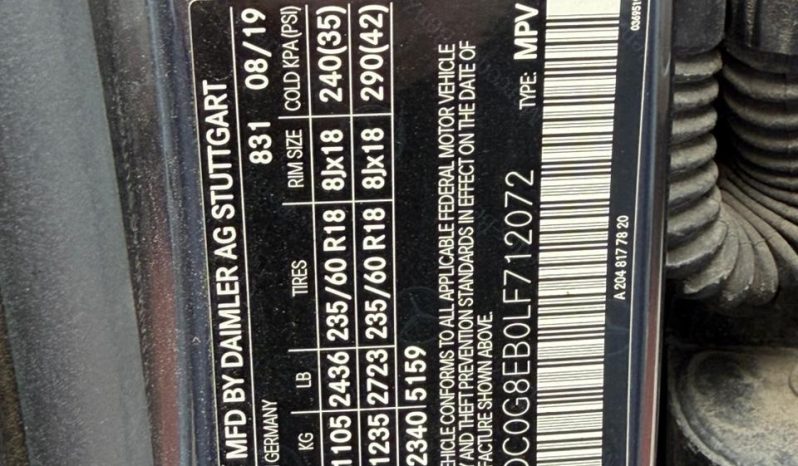 MFD BY DAIMLER AG STUTTGART
GERMANY 831 08/19
KG LB TIRES RIM SIZE COLD KPA(PSI)
1105 2436 235/60 R18 8Jx18 240(35)
1235 2723 235/60 R18 8Jx18 290(42)
2340 5159
VEHICLE CONFORMS TO ALL APPLICABLE FEDERAL MOTOR VEHICLE
Y AND THEFT PREVENTION STANDARDS IN EFFECT ON THE DATE OF
FACTURE SHOWN ABOVE.
DC0G8EB0LF712072 TYPE: MPV
A 204 817 78 20